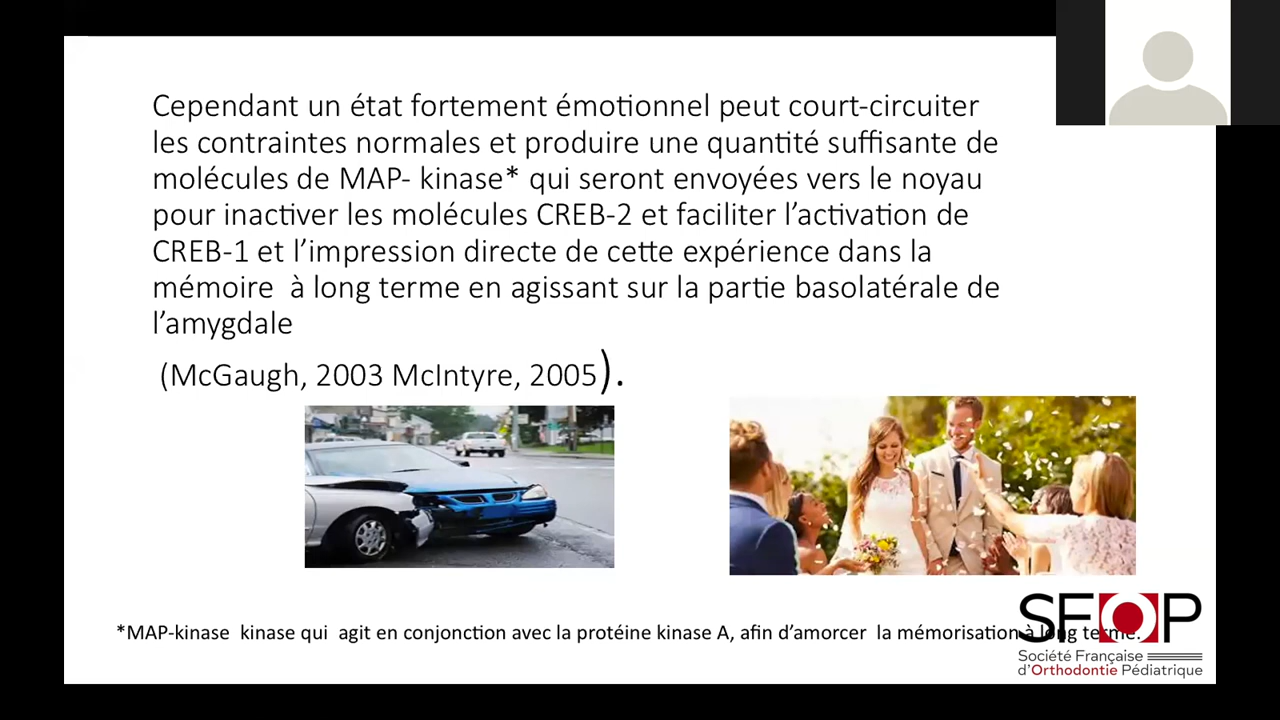 Cependant un état fortement émotionnel peut court-circuiter
les contraintes normales et produire une quantité suffisante de
molécules de MAP- kinase* qui seront envoyées vers le noyau
pour inactiver les molécules CREB-2 et faciliter l'activation de
CREB-1 et l'impression directe de cette expérience dans la
mémoire à long terme en agissant sur la partie basolatérale de
l'amygdale
(McGaugh, 2003 McIntyre, 2005).
*MAP-kinase kinase qui agit en conjonction avec la protéine kinase A, afin d'amorcer la mémorisation à long terme.
SFOP
Société Française
d'Orthodontie Pédiatrique